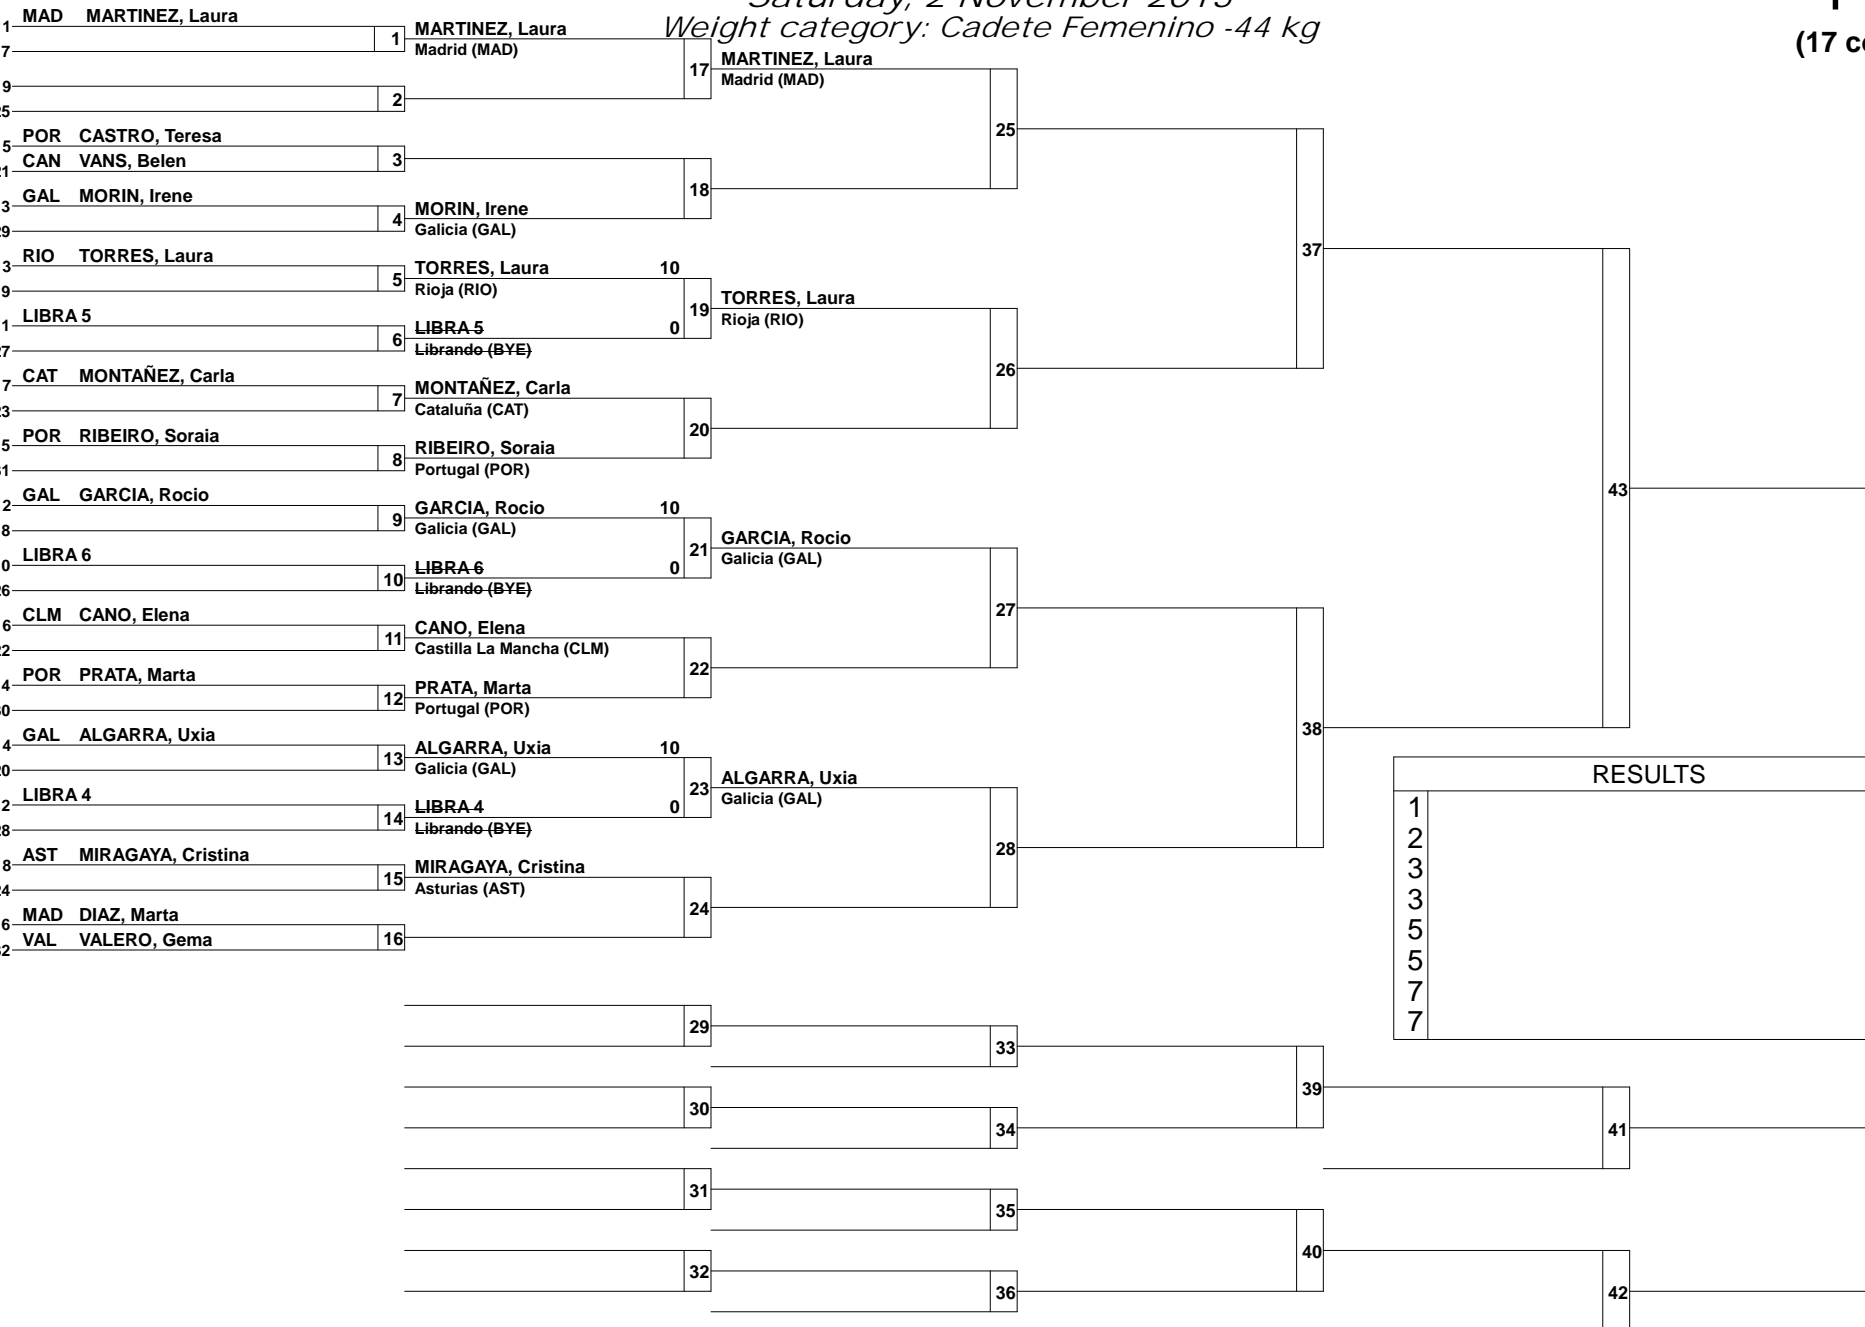 Saturday, 2 November 2013
Weight category: Cadete Femenino -44 kg
(17
1 MAD MARTINEZ, Laura
1
MARTINEZ, Laura
Madrid (MAD)
17
MARTINEZ, Laura
Madrid (MAD)
2
25
POR CASTRO, Teresa
CAN VANS, Belen
3
18
GAL MORIN, Irene
4
MORIN, Irene
Galicia (GAL)
37
RIO TORRES, Laura
5
TORRES, Laura 10
Rioja (RIO)
19
TORRES, Laura
Rioja (RIO)
LIBRA 5
6
LIBRA 5 0
Librando (BYE)
26
CAT MONTAÑEZ, Carla
7
MONTAÑEZ, Carla
Cataluña (CAT)
20
POR RIBEIRO, Soraia
8
RIBEIRO, Soraia
Portugal (POR)
43
GAL GARCIA, Rocio
9
GARCIA, Rocio 10
Galicia (GAL)
21
GARCIA, Rocio
Galicia (GAL)
LIBRA 6
10
LIBRA 6 0
Librando (BYE)
27
CLM CANO, Elena
11
CANO, Elena
Castilla La Mancha (CLM)
22
POR PRATA, Marta
12
PRATA, Marta
Portugal (POR)
38
GAL ALGARRA, Uxia
13
ALGARRA, Uxia 10
Galicia (GAL)
23
ALGARRA, Uxia
Galicia (GAL)
LIBRA 4
14
LIBRA 4 0
Librando (BYE)
28
AST MIRAGAYA, Cristina
15
MIRAGAYA, Cristina
Asturias (AST)
24
MAD DIAZ, Marta
VAL VALERO, Gema
16
RESULTS
1
2
3
3
5
5
7
7
29
33
39
30
34
41
31
35
40
32
36
42